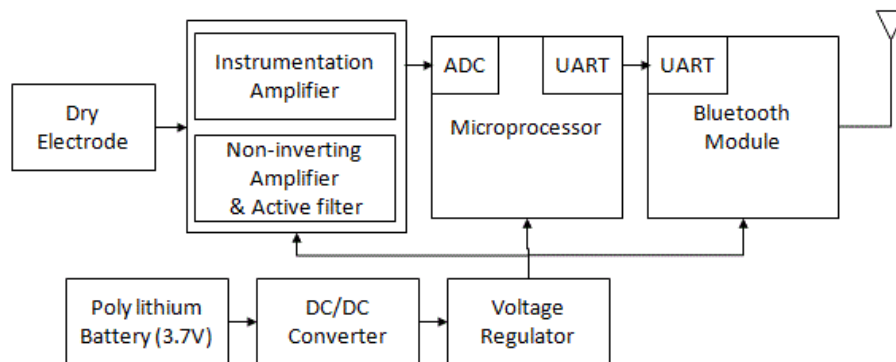 Instrumentation
Amplifier
ADC
UART
UART
Dry
Electrode
Microprocessor
Bluetooth
Module
Non-inverting
Amplifier
& Active filter
Poly lithium
Battery (3.7V)
DC/DC
Converter
Voltage
Regulator